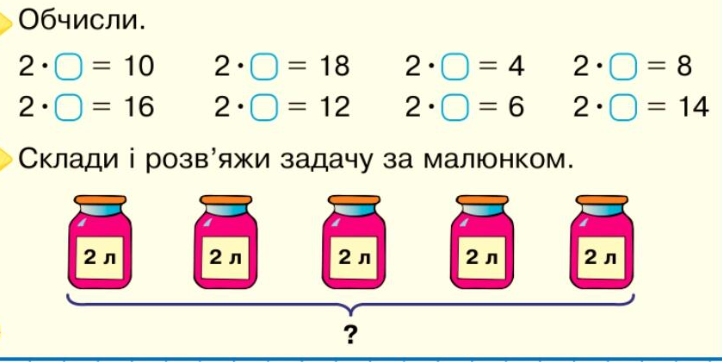 Обчисли.
2 · □ = 10 2 · □ = 18 2 · □ = 4 2 · □ = 8
2 · □ = 16 2 · □ = 12 2 · □ = 6 2 · □ = 14
Склади і розв’яжи задачу за малюнком.
2 л 2 л 2 л 2 л 2 л
?